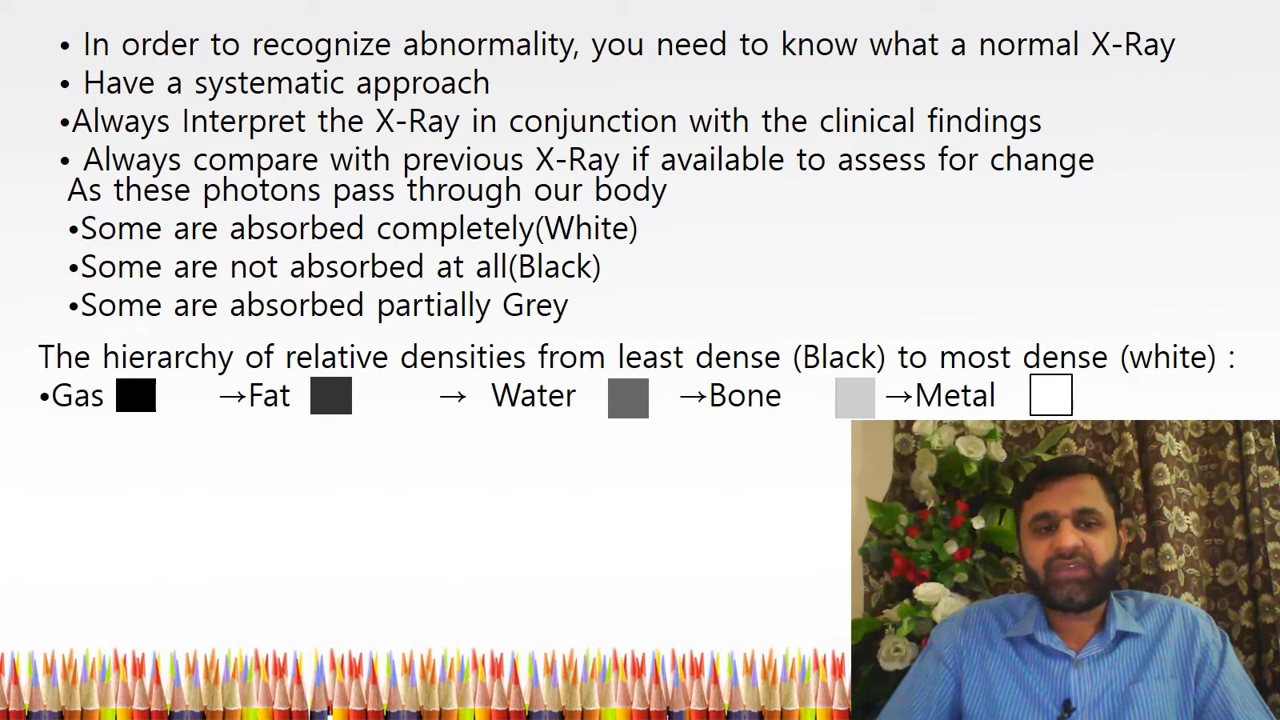 • In order to recognize abnormality, you need to know what a normal X-Ray
• Have a systematic approach
•Always Interpret the X-Ray in conjunction with the clinical findings
• Always compare with previous X-Ray if available to assess for change
As these photons pass through our body
•Some are absorbed completely(White)
•Some are not absorbed at all(Black)
•Some are absorbed partially Grey
The hierarchy of relative densities from least dense (Black) to most dense (white) :
•Gas →Fat → Water →Bone →Metal